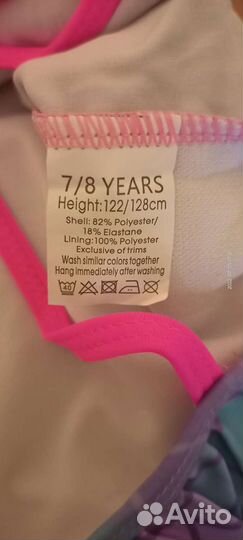 7/8 YEARS
Height:122/128cm
Shell: 82% Polyester/
18% Elastane
Lining:100% Polyester
Exclusive of trims
Wash similar colors together
Hang immediately after washing
40
Avito